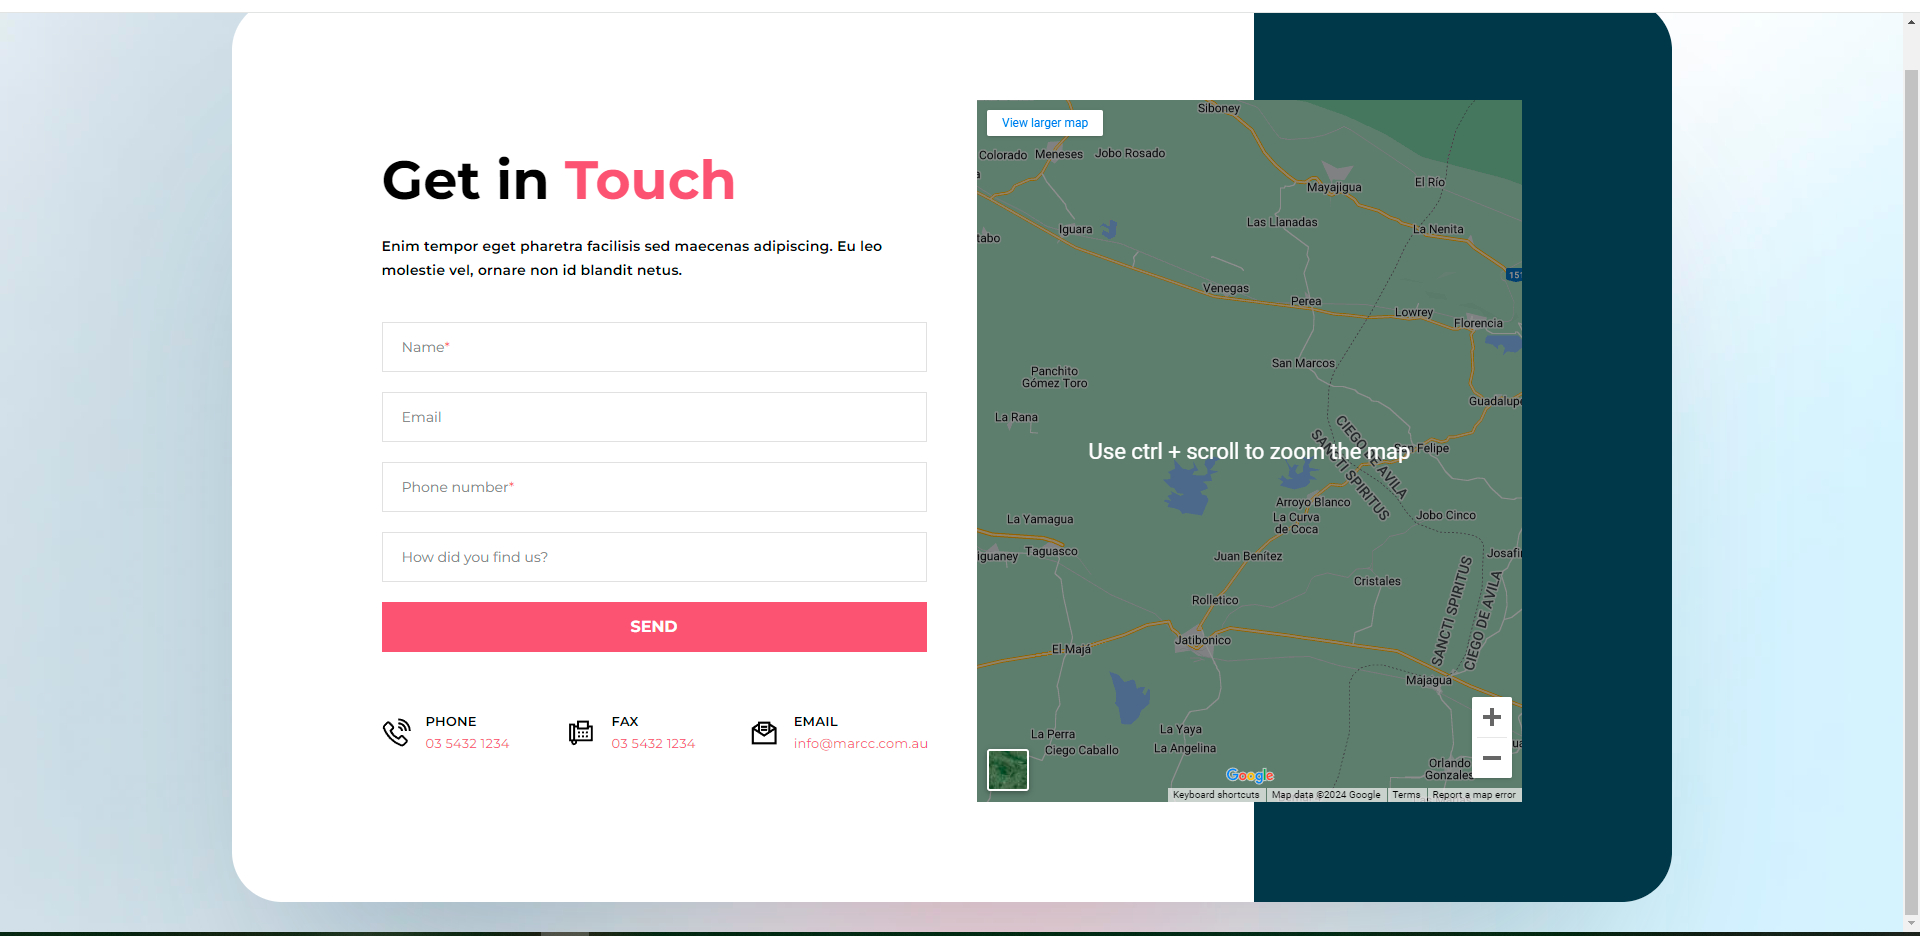 Get in Touch
Enim tempor eget pharetra facilisis sed maecenas adipiscing. Eu leo
molestie vel, ornare non id blandit netus.
Name*
Email
Phone number*
How did you find us?
SEND
PHONE
03 5432 1234
FAX
03 5432 1234
EMAIL
info@marcc.com.au
View larger map
Siboney
Colorado
Meneses
Jobo Rosado
Mayajigua
El Río
Iguara
Las Llanadas
La Nenita
tabo
151
Venegas
Perea
Lowrey
Florencia
San Marcos
Panchito
Gómez Toro
Guadalupe
La Rana
CIEGO DE AVILA
SANCTI SPIRITUS
Use ctrl + scroll to zoom the map
San Felipe
Arroyo Blanco
La Curva
de Coca
Jobo Cinco
La Yamagua
Taguasco
iguaney
Juan Benítez
Josafi
Cristales
Rolletico
SANCTI SPIRITUS
CIEGO DE AVILA
Jatibonico
El Majá
Majagua
La Perra
Ciego Caballo
La Yaya
La Angelina
Orlando
Gonzales
Google
Keyboard shortcuts
Map data ©2024 Google
Terms
Report a map error